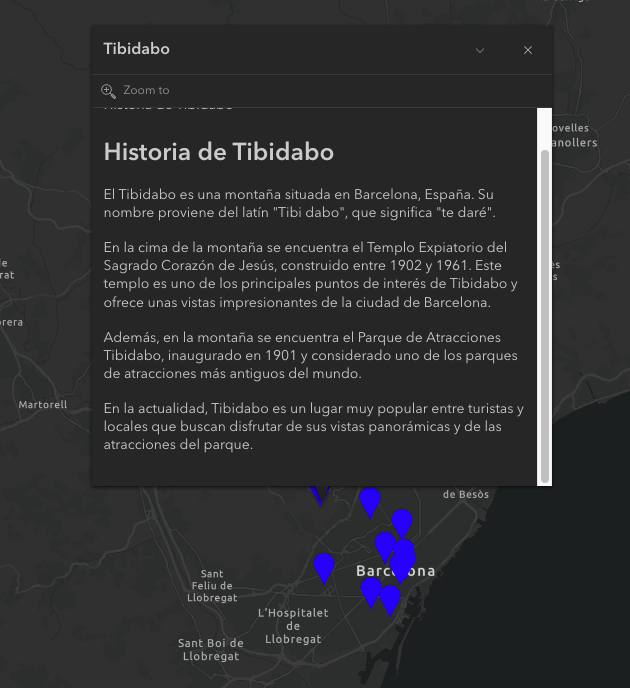 Tibidabo
Zoom to
Historia de Tibidabo
Historia de Tibidabo
El Tibidabo es una montaña situada en Barcelona, España. Su
nombre proviene del latín "Tibi dabo", que significa "te daré".
En la cima de la montaña se encuentra el Templo Expiatorio del
Sagrado Corazón de Jesús, construido entre 1902 y 1961. Este
templo es uno de los principales puntos de interés de Tibidabo y
ofrece unas vistas impresionantes de la ciudad de Barcelona.
Además, en la montaña se encuentra el Parque de Atracciones
Tibidabo, inaugurado en 1901 y considerado uno de los parques
de atracciones más antiguos del mundo.
En la actualidad, Tibidabo es un lugar muy popular entre turistas y
locales que buscan disfrutar de sus vistas panorámicas y de las
atracciones del parque.
ovelles
anollers
Martorell
de Besòs
Barcelona
Sant
Feliu de
Llobregat
L'Hospitalet
de
Llobregat
Sant Boi de
Llobregat